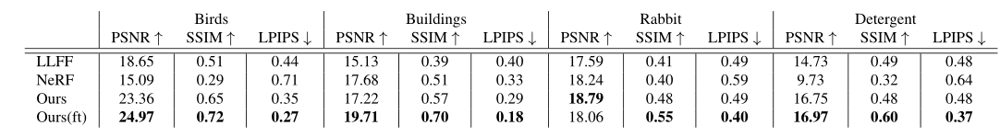 Birds Buildings Rabbit Detergent
PSNR ↑ SSIM ↑ LPIPS ↓ PSNR ↑ SSIM ↑ LPIPS ↓ PSNR ↑ SSIM ↑ LPIPS ↓ PSNR ↑ SSIM ↑ LPIPS ↓
LLFF 18.65 0.51 0.44 15.13 0.39 0.40 17.59 0.41 0.49 14.73 0.49 0.48
NeRF 15.09 0.29 0.71 17.68 0.51 0.33 18.24 0.40 0.59 9.73 0.32 0.64
Ours 23.36 0.65 0.35 17.22 0.57 0.29 18.79 0.48 0.49 16.75 0.48 0.48
Ours(ft) 24.97 0.72 0.27 19.71 0.70 0.18 18.06 0.55 0.40 16.97 0.60 0.37